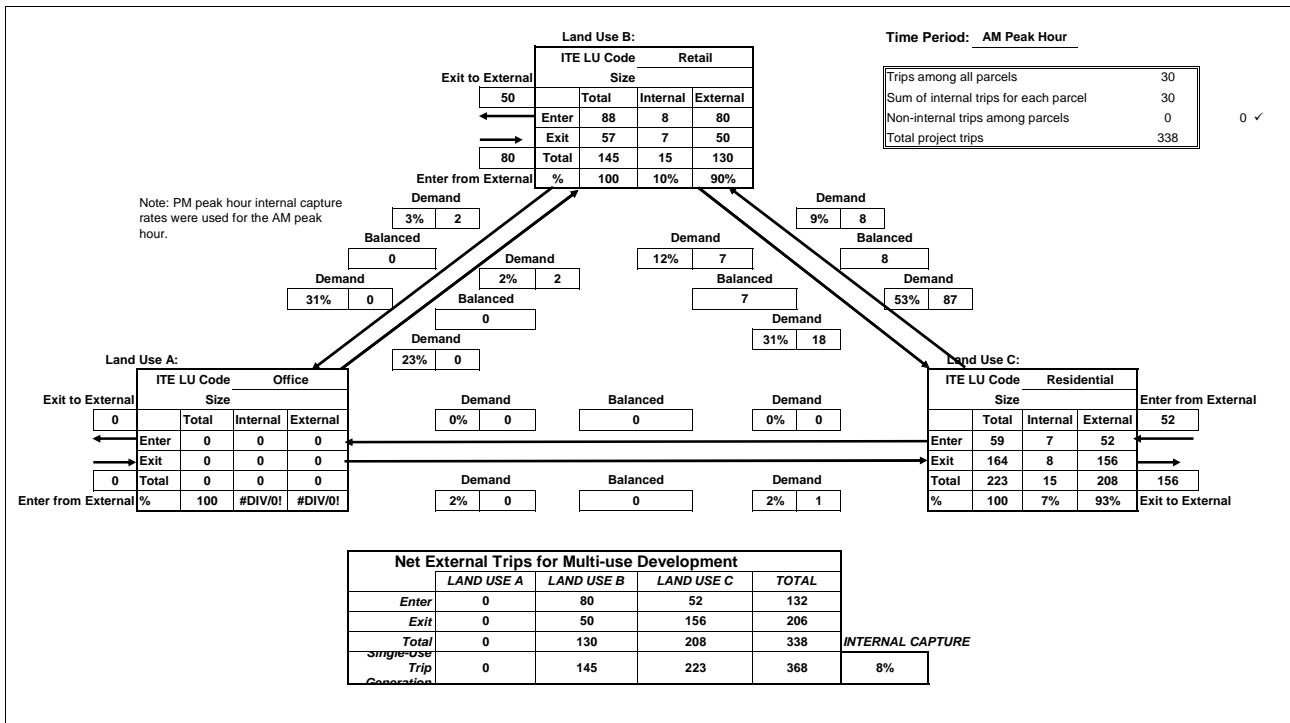 Land Use B:
Time Period: AM Peak Hour
ITE LU Code Retail
Exit to External Size
50 Total Internal External
Enter 88 8 80
Exit 57 7 50
80 Total 145 15 130
Enter from External % 100 10% 90%
Trips among all parcels 30
Sum of internal trips for each parcel 30
Non-internal trips among parcels 0 0 ✓
Total project trips 338
Note: PM peak hour internal capture
rates were used for the AM peak
hour.
Demand
3% 2
Balanced
0
Demand
31% 0
Demand
2% 2
Balanced
0
Demand
23% 0
Demand
12% 7
Balanced
7
Demand
31% 18
Demand
9% 8
Balanced
8
Demand
53% 87
Land Use A:
ITE LU Code Office
Exit to External Size
0 Total Internal External
Enter 0 0 0
Exit 0 0 0
0 Total 0 0 0
Enter from External % 100 #DIV/0! #DIV/0!
Demand Balanced Demand
0% 0 0 0% 0
Demand Balanced Demand
2% 0 0 2% 1
Land Use C:
ITE LU Code Residential
Size Enter from External
Total Internal External 52
Enter 59 7 52
Exit 164 8 156
Total 223 15 208 156
% 100 7% 93% Exit to External
Net External Trips for Multi-use Development
LAND USE A LAND USE B LAND USE C TOTAL
Enter 0 80 52 132
Exit 0 50 156 206
Total 0 130 208 338 INTERNAL CAPTURE
Single-Use
Trip 0 145 223 368 8%
Generation